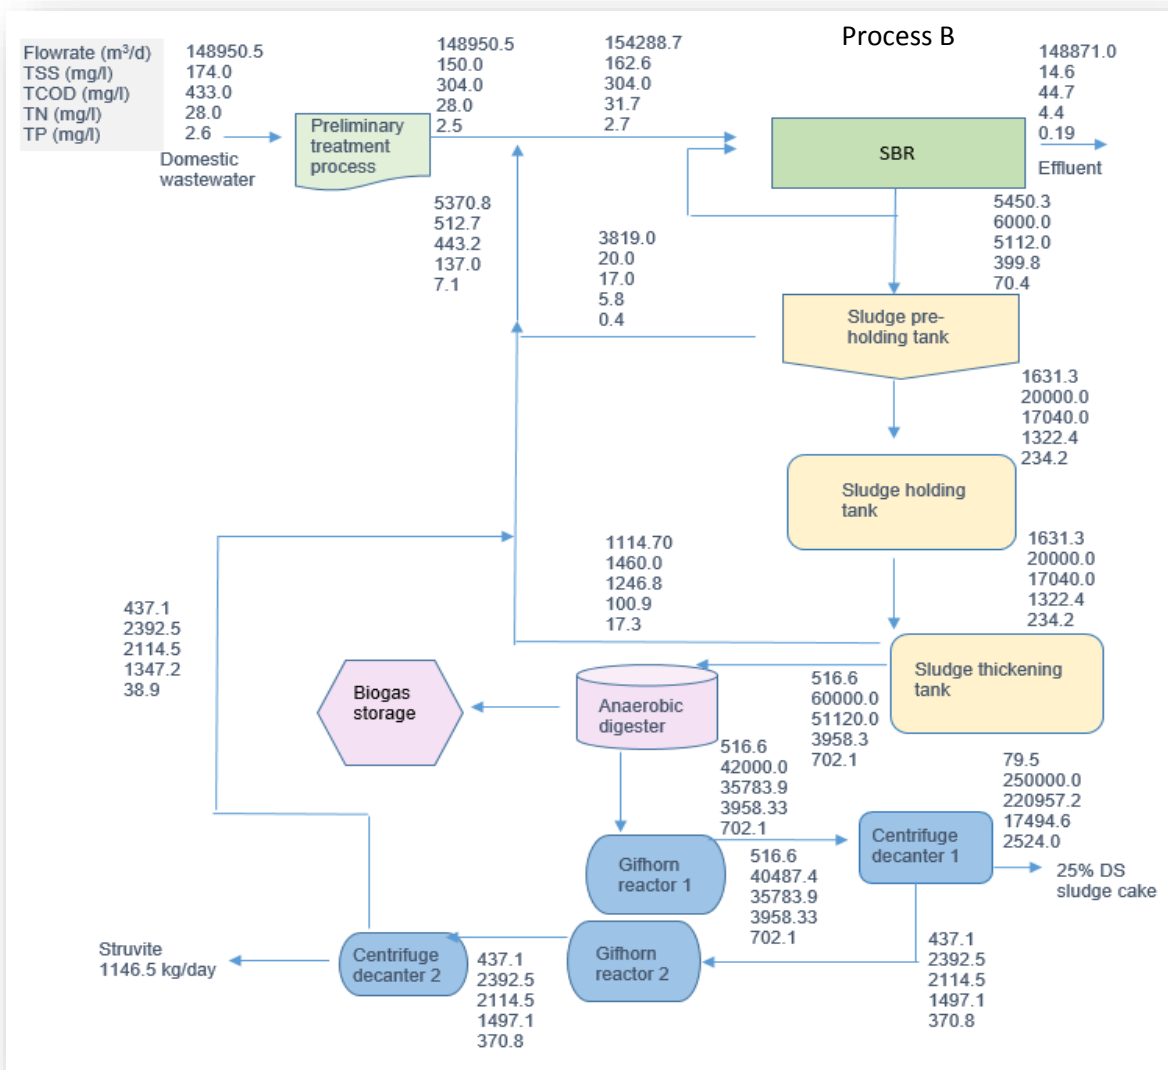 Process B
Flowrate (m³/d)
TSS (mg/l)
TCOD (mg/l)
TN (mg/l)
TP (mg/l)
148950.5
174.0
433.0
28.0
2.6
Domestic
wastewater
Preliminary
treatment
process
148950.5
150.0
304.0
28.0
2.5
154288.7
162.6
304.0
31.7
2.7
SBR
148871.0
14.6
44.7
4.4
0.19
Effluent
5370.8
512.7
443.2
137.0
7.1
3819.0
20.0
17.0
5.8
0.4
5450.3
6000.0
5112.0
399.8
70.4
Sludge pre-
holding tank
1631.3
20000.0
17040.0
1322.4
234.2
Sludge holding
tank
1631.3
20000.0
17040.0
1322.4
234.2
1114.70
1460.0
1246.8
100.9
17.3
Sludge thickening
tank
437.1
2392.5
2114.5
1347.2
38.9
Biogas
storage
Anaerobic
digester
516.6
60000.0
51120.0
3958.3
702.1
516.6
42000.0
35783.9
3958.33
702.1
79.5
250000.0
220957.2
17494.6
2524.0
Gifhorn
reactor 1
516.6
40487.4
35783.9
3958.33
702.1
Centrifuge
decanter 1
25% DS
sludge cake
Struvite
1146.5 kg/day
Centrifuge
decanter 2
437.1
2392.5
2114.5
1497.1
370.8
Gifhorn
reactor 2
437.1
2392.5
2114.5
1497.1
370.8